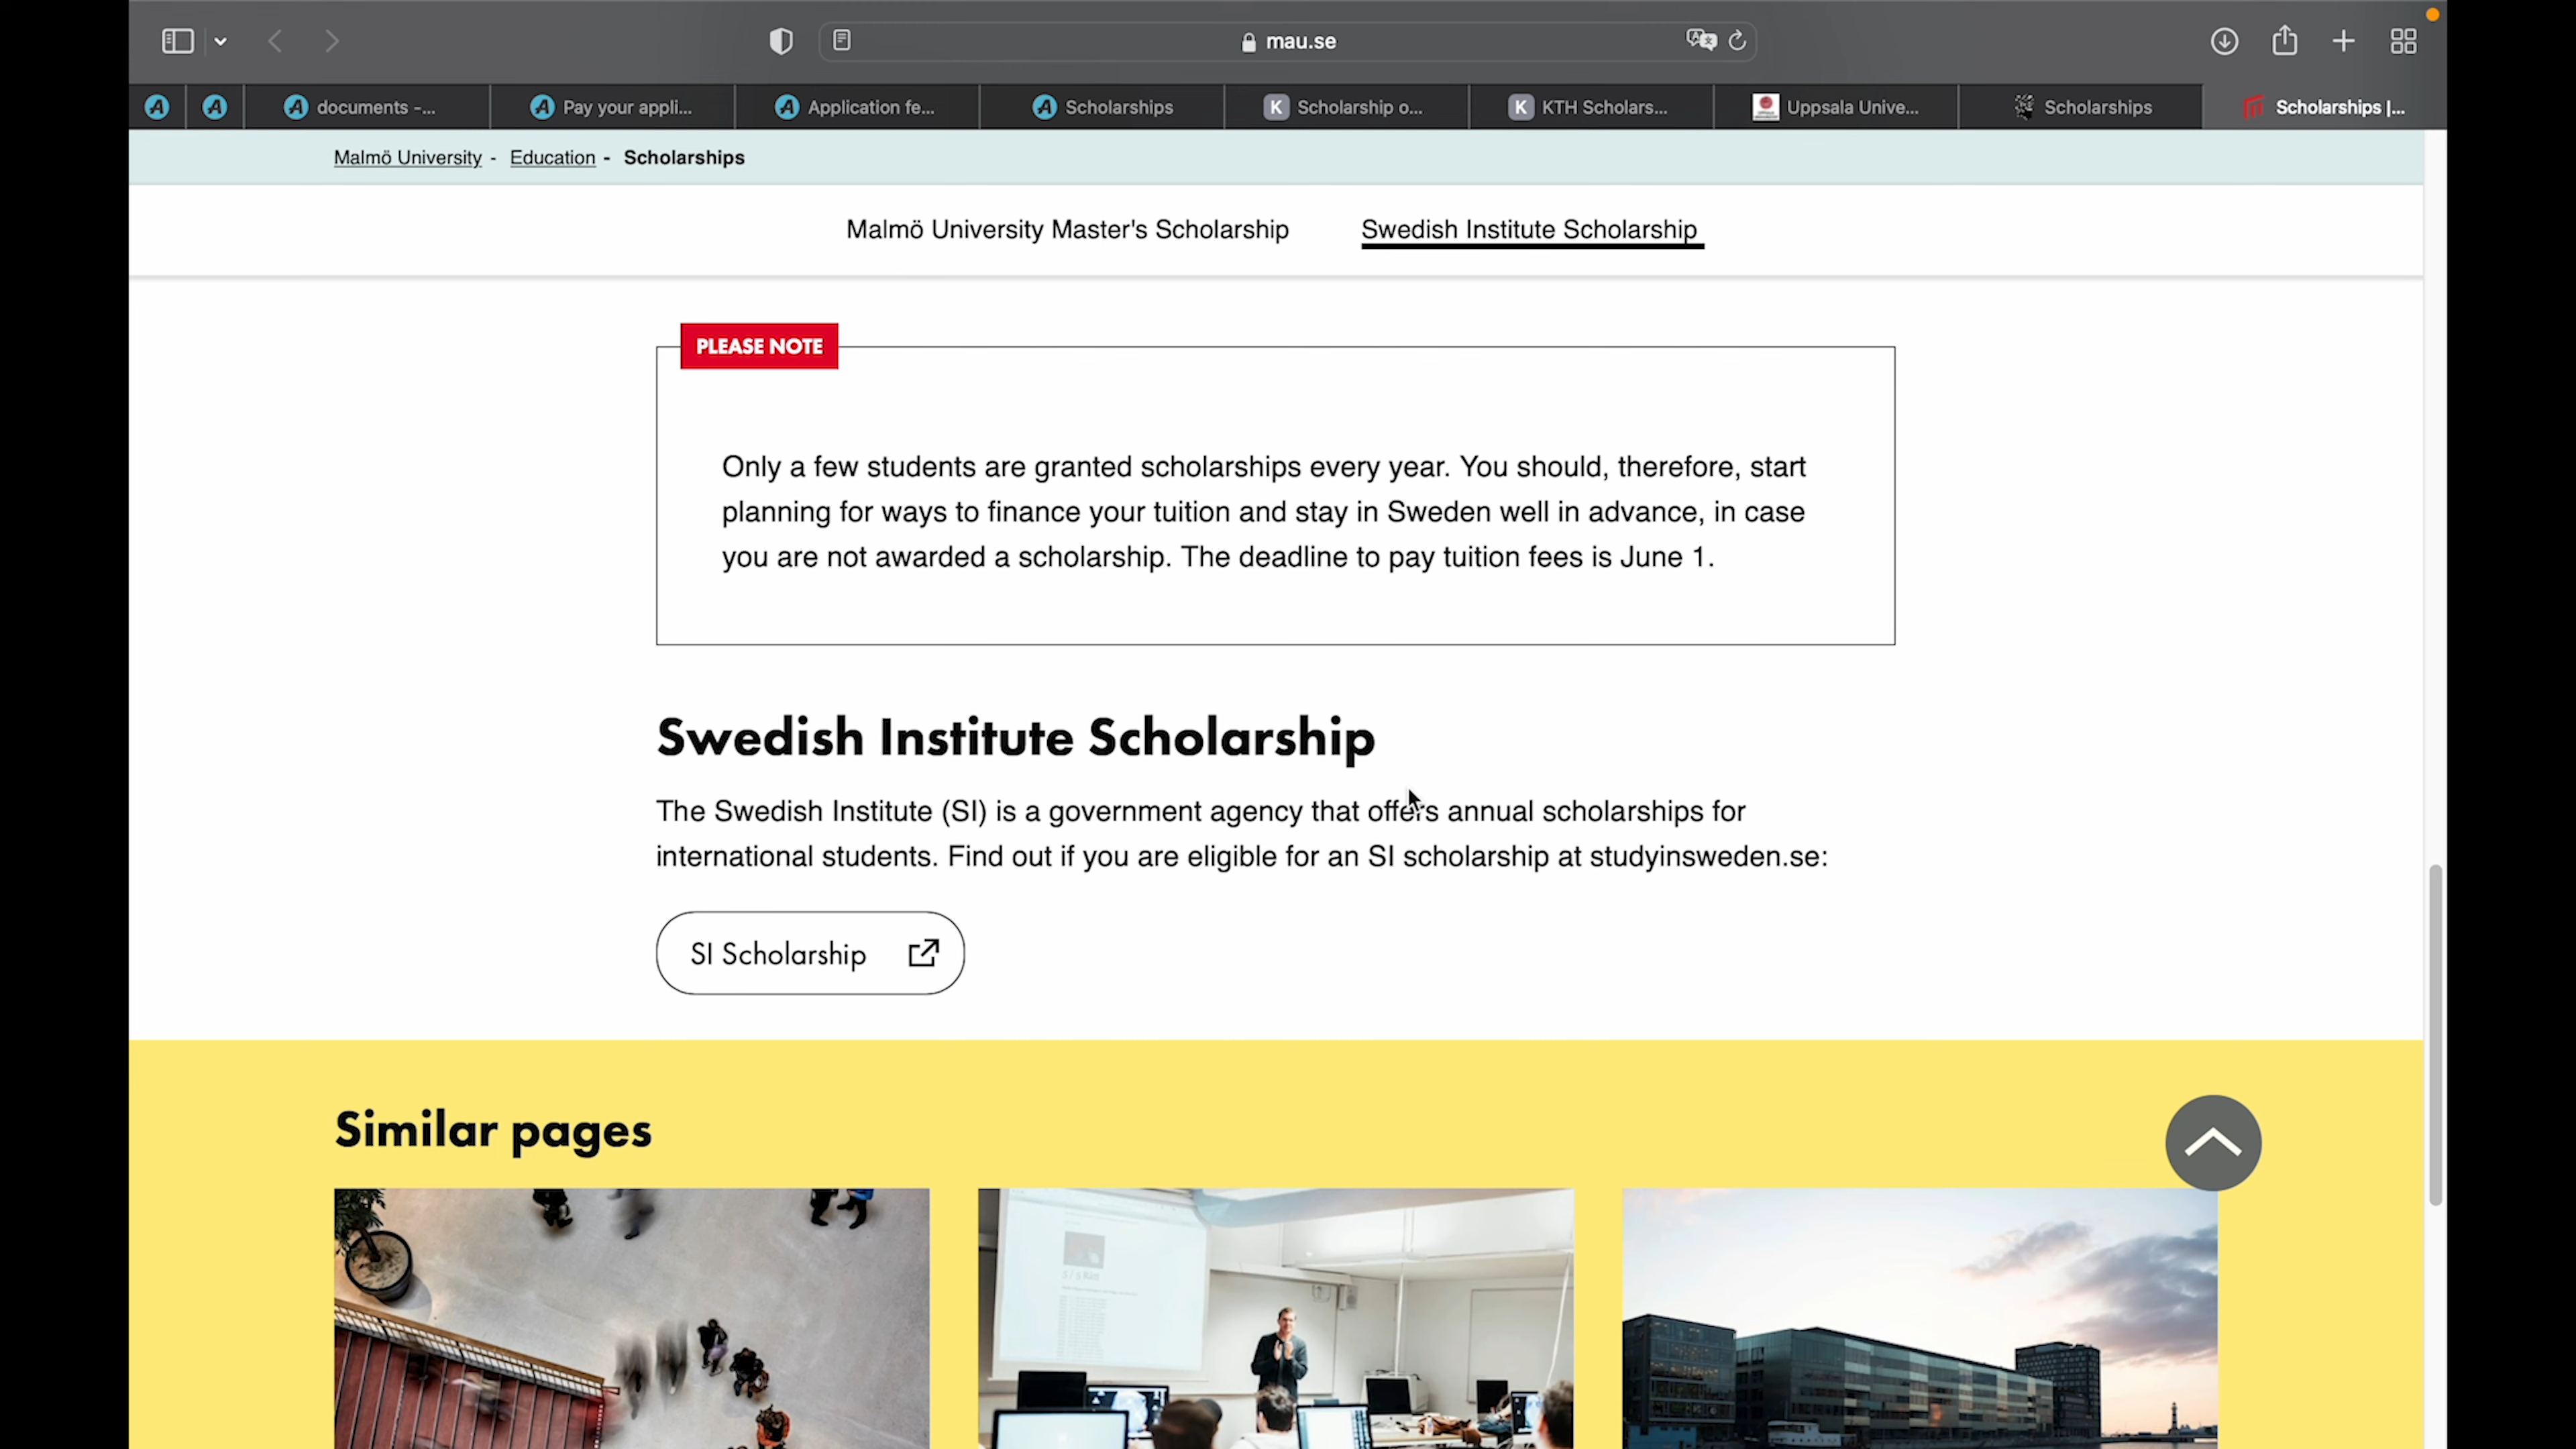 mau.se
documents -...
Pay your appli...
Application fe...
Scholarships
Scholarship o...
KTH Scholars...
Uppsala Unive...
Scholarships
Scholarships |...
Malmö University - Education - Scholarships
Malmö University Master's Scholarship
Swedish Institute Scholarship
PLEASE NOTE
Only a few students are granted scholarships every year. You should, therefore, start
planning for ways to finance your tuition and stay in Sweden well in advance, in case
you are not awarded a scholarship. The deadline to pay tuition fees is June 1.
Swedish Institute Scholarship
The Swedish Institute (SI) is a government agency that offers annual scholarships for
international students. Find out if you are eligible for an SI scholarship at studyinsweden.se:
SI Scholarship
Similar pages